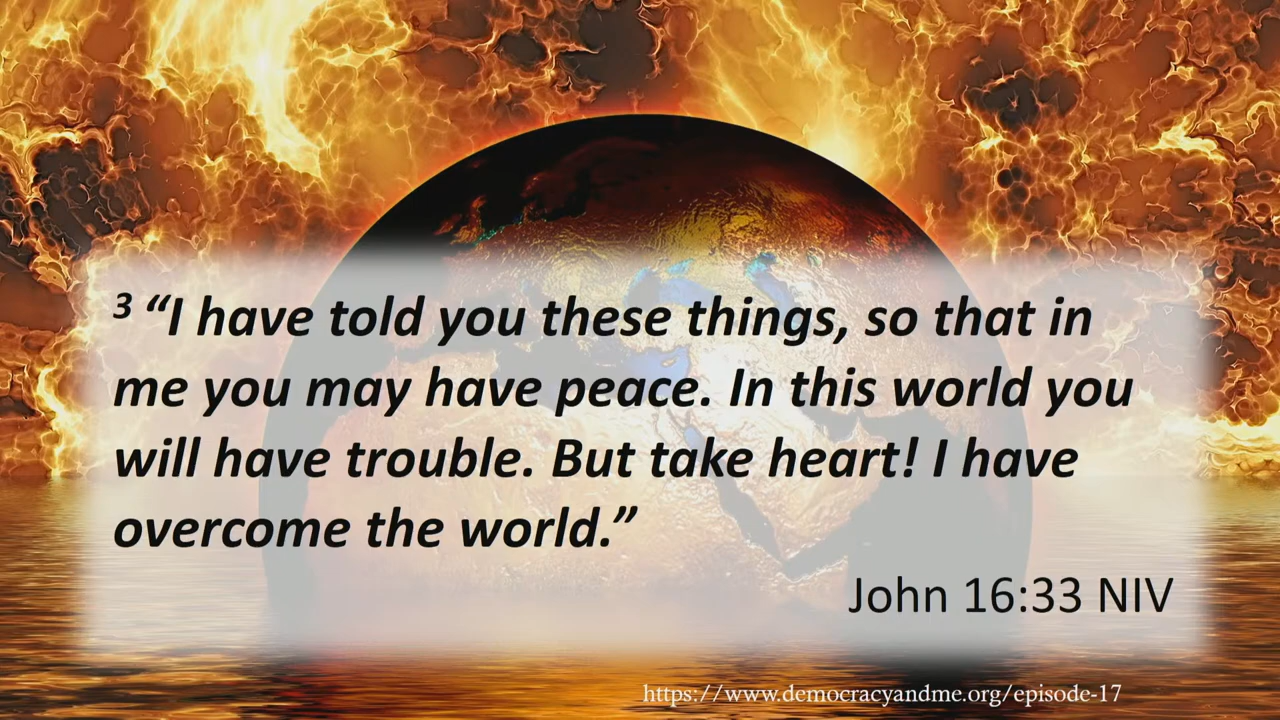 3 “I have told you these things, so that in
me you may have peace. In this world you
will have trouble. But take heart! I have
overcome the world.”
John 16:33 NIV
https://www.democracyandme.org/episode-17